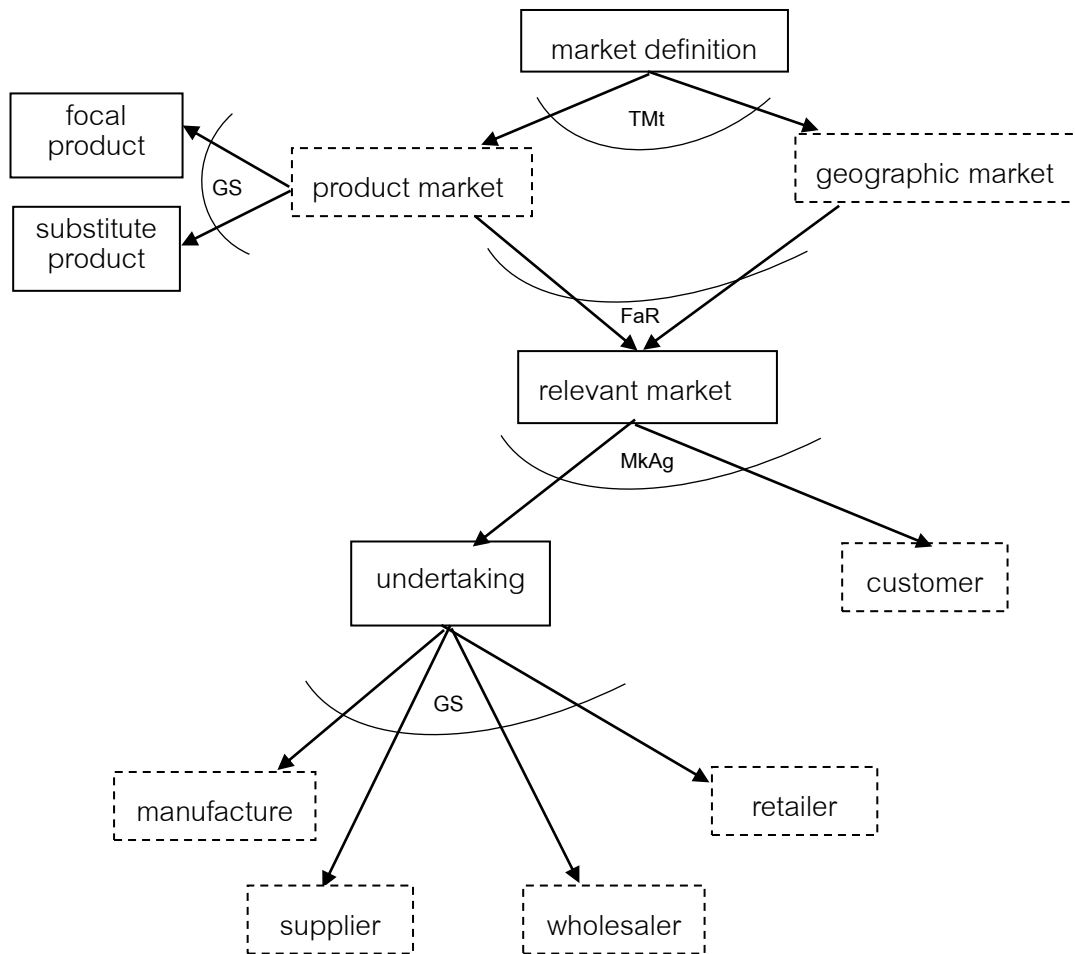 market definition
focal
product
TMt
product market
GS
geographic market
substitute
product
FaR
relevant market
MkAg
undertaking
customer
GS
manufacture
retailer
supplier
wholesaler